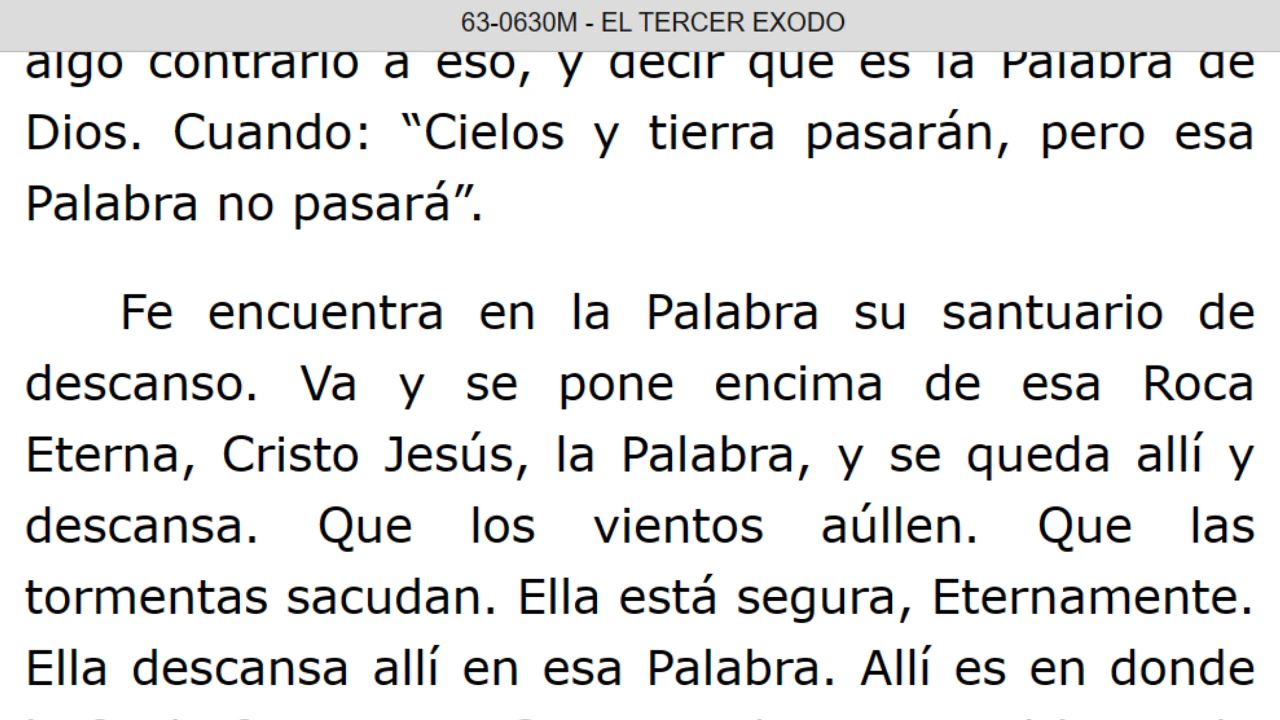 63-0630M - EL TERCER EXODO
algo contrario a eso, y decir que es la Palabra de
Dios. Cuando: “Cielos y tierra pasarán, pero esa
Palabra no pasará”.
Fe encuentra en la Palabra su santuario de
descanso. Va y se pone encima de esa Roca
Eterna, Cristo Jesús, la Palabra, y se queda allí y
descansa. Que los vientos aúllen. Que las
tormentas sacudan. Ella está segura, Eternamente.
Ella descansa allí en esa Palabra. Allí es en donde